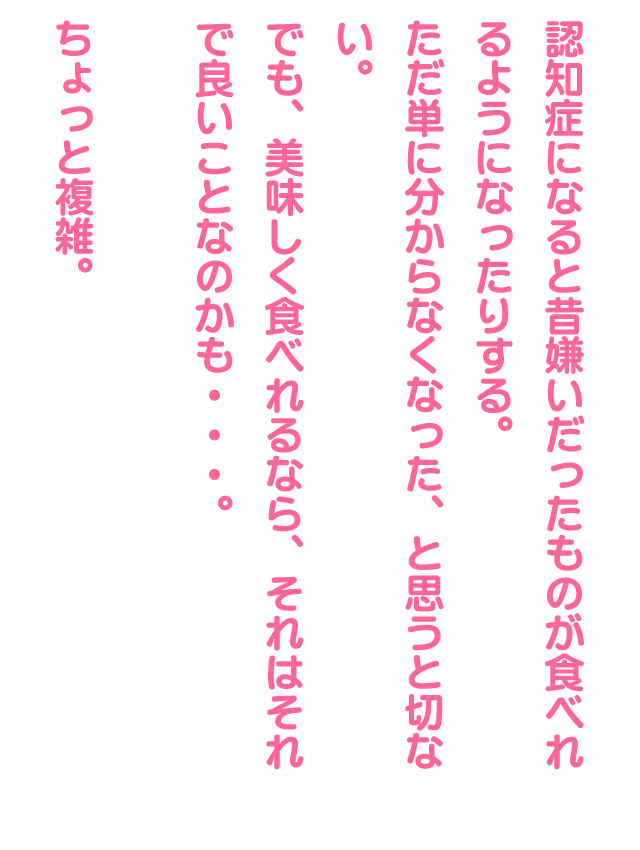 認知症になると昔嫌いだったものが食べれ
るようになったりする。
ただ単に分からなくなった、と思うと切な
い。
でも、美味しく食べれるなら、それはそれ
で良いことなのかも・・・。
ちょっと複雑。